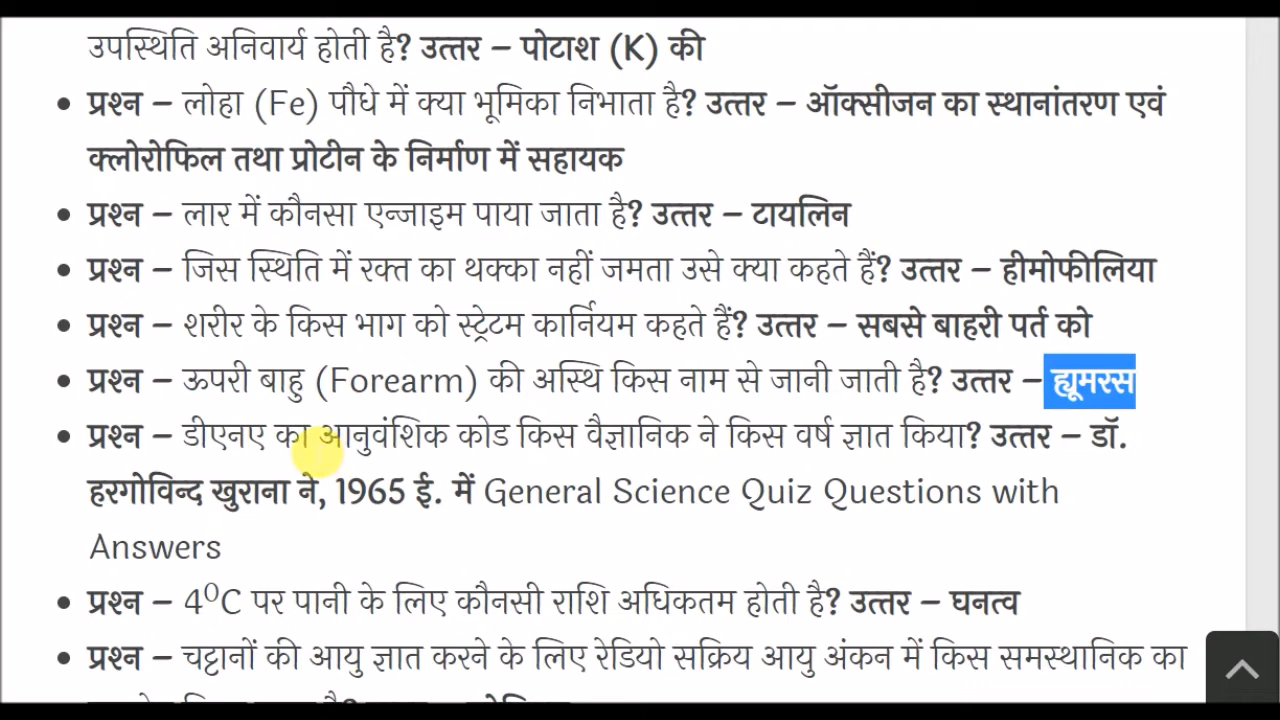 उपस्थिति अनिवार्य होती है? उत्तर – पोटाश (K) की
• प्रश्न – लोहा (Fe) पौधे में क्या भूमिका निभाता है? उत्तर – ऑक्सीजन का स्थानांतरण एवं
क्लोरोफिल तथा प्रोटीन के निर्माण में सहायक
• प्रश्न – लार में कौनसा एन्जाइम पाया जाता है? उत्तर – टायलिन
• प्रश्न – जिस स्थिति में रक्त का थक्का नहीं जमता उसे क्या कहते हैं? उत्तर – हीमोफीलिया
• प्रश्न – शरीर के किस भाग को स्ट्रेटम कार्नियम कहते हैं? उत्तर – सबसे बाहरी पर्त को
• प्रश्न – ऊपरी बाहु (Forearm) की अस्थि किस नाम से जानी जाती है? उत्तर – ह्यूमरस
• प्रश्न – डीएनए का आनुवंशिक कोड किस वैज्ञानिक ने किस वर्ष ज्ञात किया? उत्तर – डॉ.
हरगोविन्द खुराना ने, 1965 ई. में General Science Quiz Questions with
Answers
• प्रश्न – 4⁰C पर पानी के लिए कौनसी राशि अधिकतम होती है? उत्तर – घनत्व
• प्रश्न – चट्टानों की आयु ज्ञात करने के लिए रेडियो सक्रिय आयु अंकन में किस समस्थानिक का